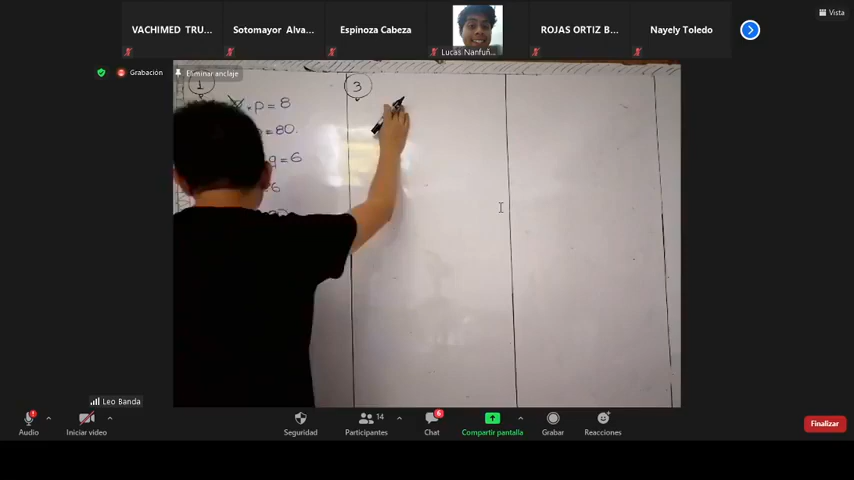 VACHIMED TRU...
Sotomayor Alva...
Espinoza Cabeza
Lucas Nanfuñ...
ROJAS ORTIZ B...
Nayely Toledo
Vista
Grabación
Eliminar anclaje
1
3
p = 8
= 80.
q = 6
6
Leo Banda
Audio
Iniciar video
Seguridad
14
Participantes
6
Chat
Compartir pantalla
Grabar
Reacciones
Finalizar